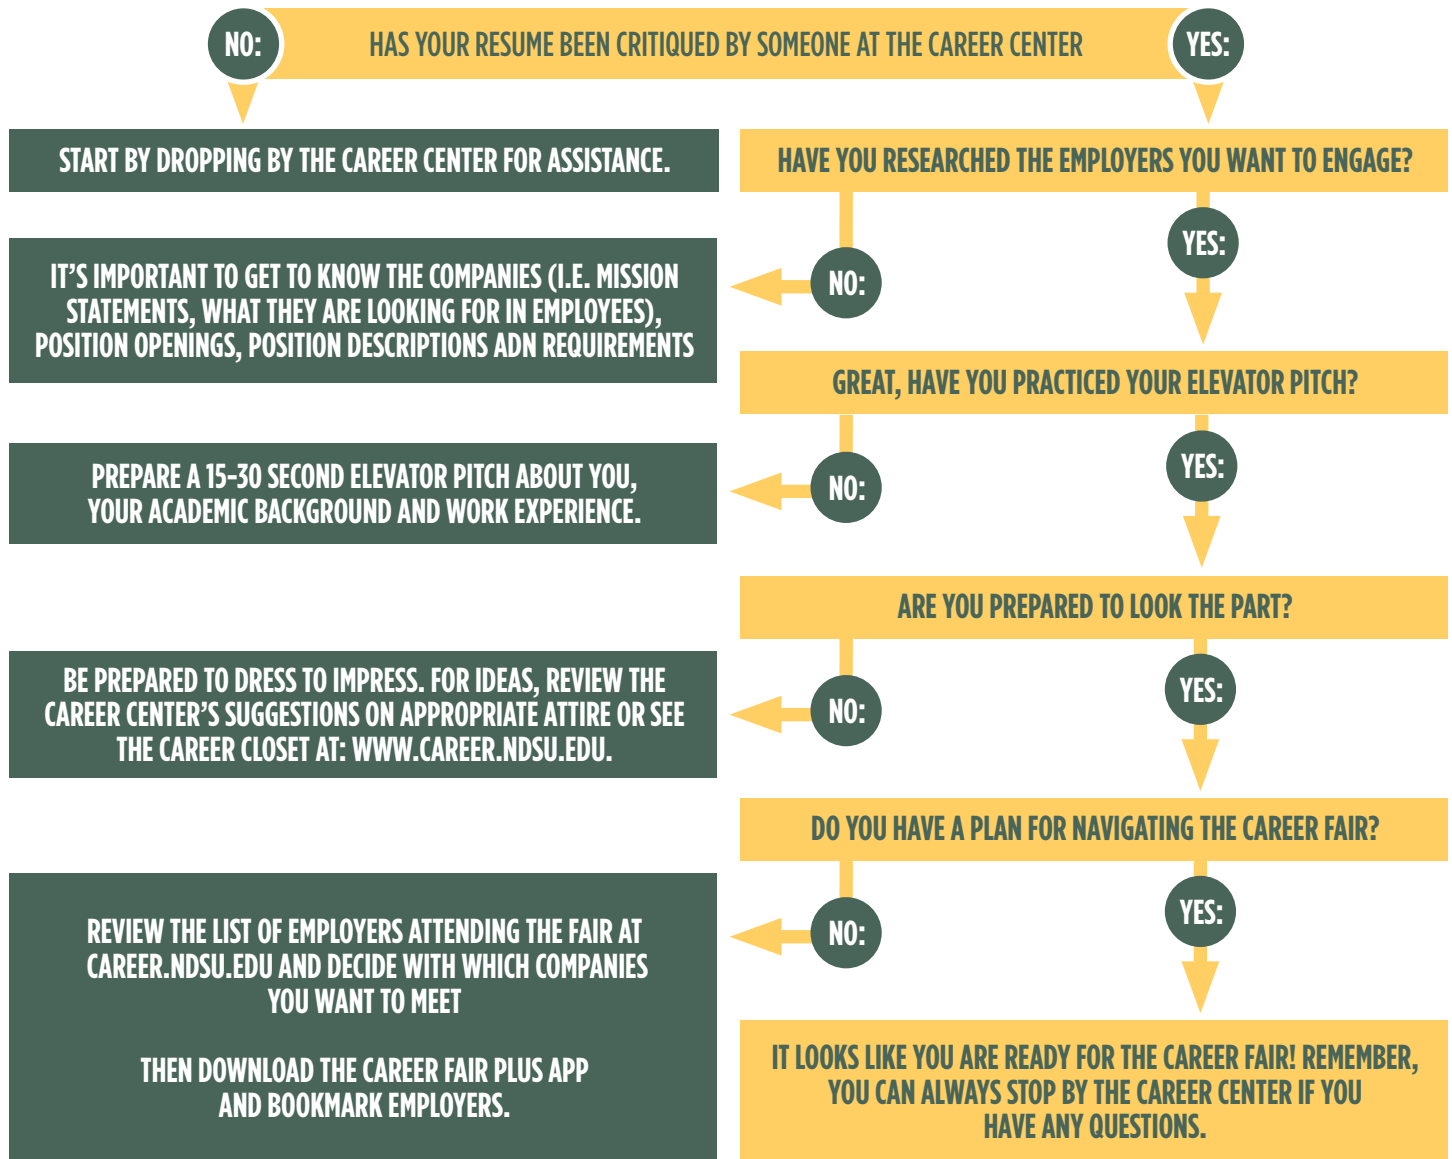 NO:
HAS YOUR RESUME BEEN CRITIQUED BY SOMEONE AT THE CAREER CENTER
YES:
START BY DROPPING BY THE CAREER CENTER FOR ASSISTANCE.
HAVE YOU RESEARCHED THE EMPLOYERS YOU WANT TO ENGAGE?
YES:
NO:
IT'S IMPORTANT TO GET TO KNOW THE COMPANIES (I.E. MISSION
STATEMENTS, WHAT THEY ARE LOOKING FOR IN EMPLOYEES),
POSITION OPENINGS, POSITION DESCRIPTIONS ADN REQUIREMENTS
GREAT, HAVE YOU PRACTICED YOUR ELEVATOR PITCH?
YES:
NO:
PREPARE A 15-30 SECOND ELEVATOR PITCH ABOUT YOU,
YOUR ACADEMIC BACKGROUND AND WORK EXPERIENCE.
ARE YOU PREPARED TO LOOK THE PART?
YES:
NO:
BE PREPARED TO DRESS TO IMPRESS. FOR IDEAS, REVIEW THE
CAREER CENTER'S SUGGESTIONS ON APPROPRIATE ATTIRE OR SEE
THE CAREER CLOSET AT: WWW.CAREER.NDSU.EDU.
DO YOU HAVE A PLAN FOR NAVIGATING THE CAREER FAIR?
YES:
NO:
REVIEW THE LIST OF EMPLOYERS ATTENDING THE FAIR AT
CAREER.NDSU.EDU AND DECIDE WITH WHICH COMPANIES
YOU WANT TO MEET
THEN DOWNLOAD THE CAREER FAIR PLUS APP
AND BOOKMARK EMPLOYERS.
IT LOOKS LIKE YOU ARE READY FOR THE CAREER FAIR! REMEMBER,
YOU CAN ALWAYS STOP BY THE CAREER CENTER IF YOU
HAVE ANY QUESTIONS.